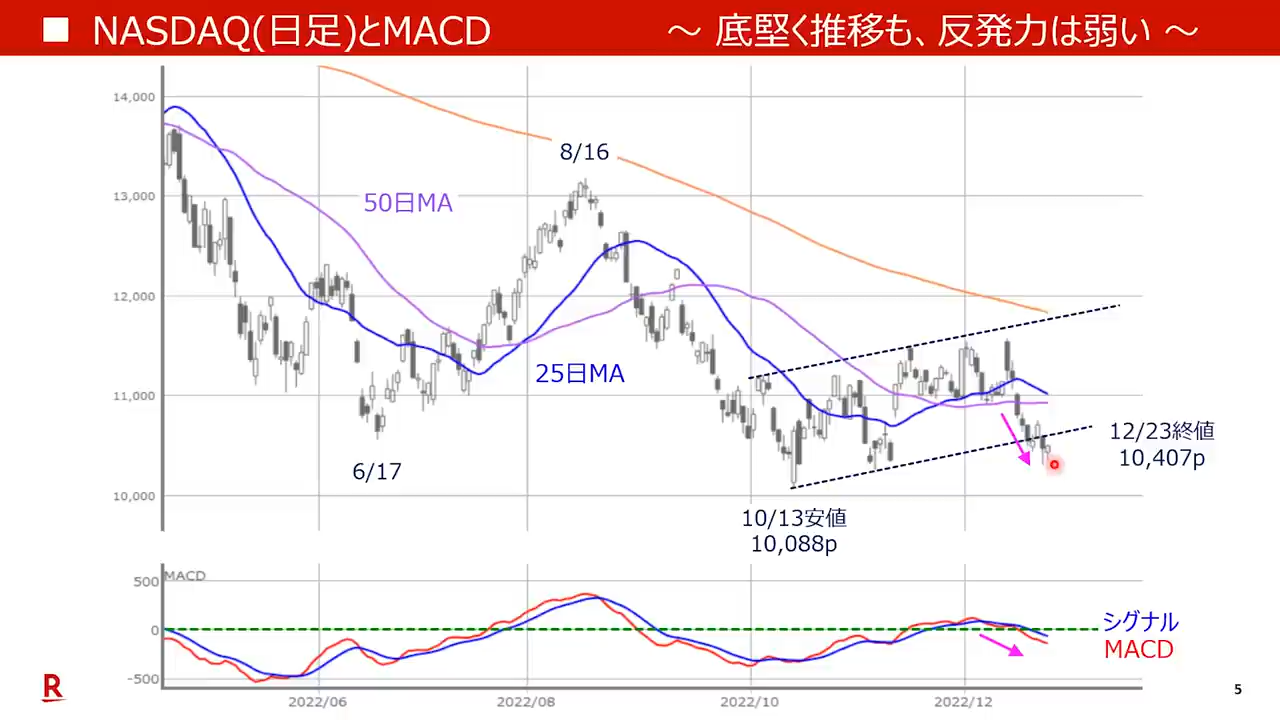 ■ NASDAQ(日足)とMACD ～ 底堅く推移も、反発力は弱い ～
14,000
8/16
50日MA
13,000
12,000
25日MA
11,000
12/23終値
10,407p
6/17
10,000
10/13安値
10,088p
MACD
500
シグナル
0
MACD
-500
2022/06 2022/08 2022/10 2022/12
R
5